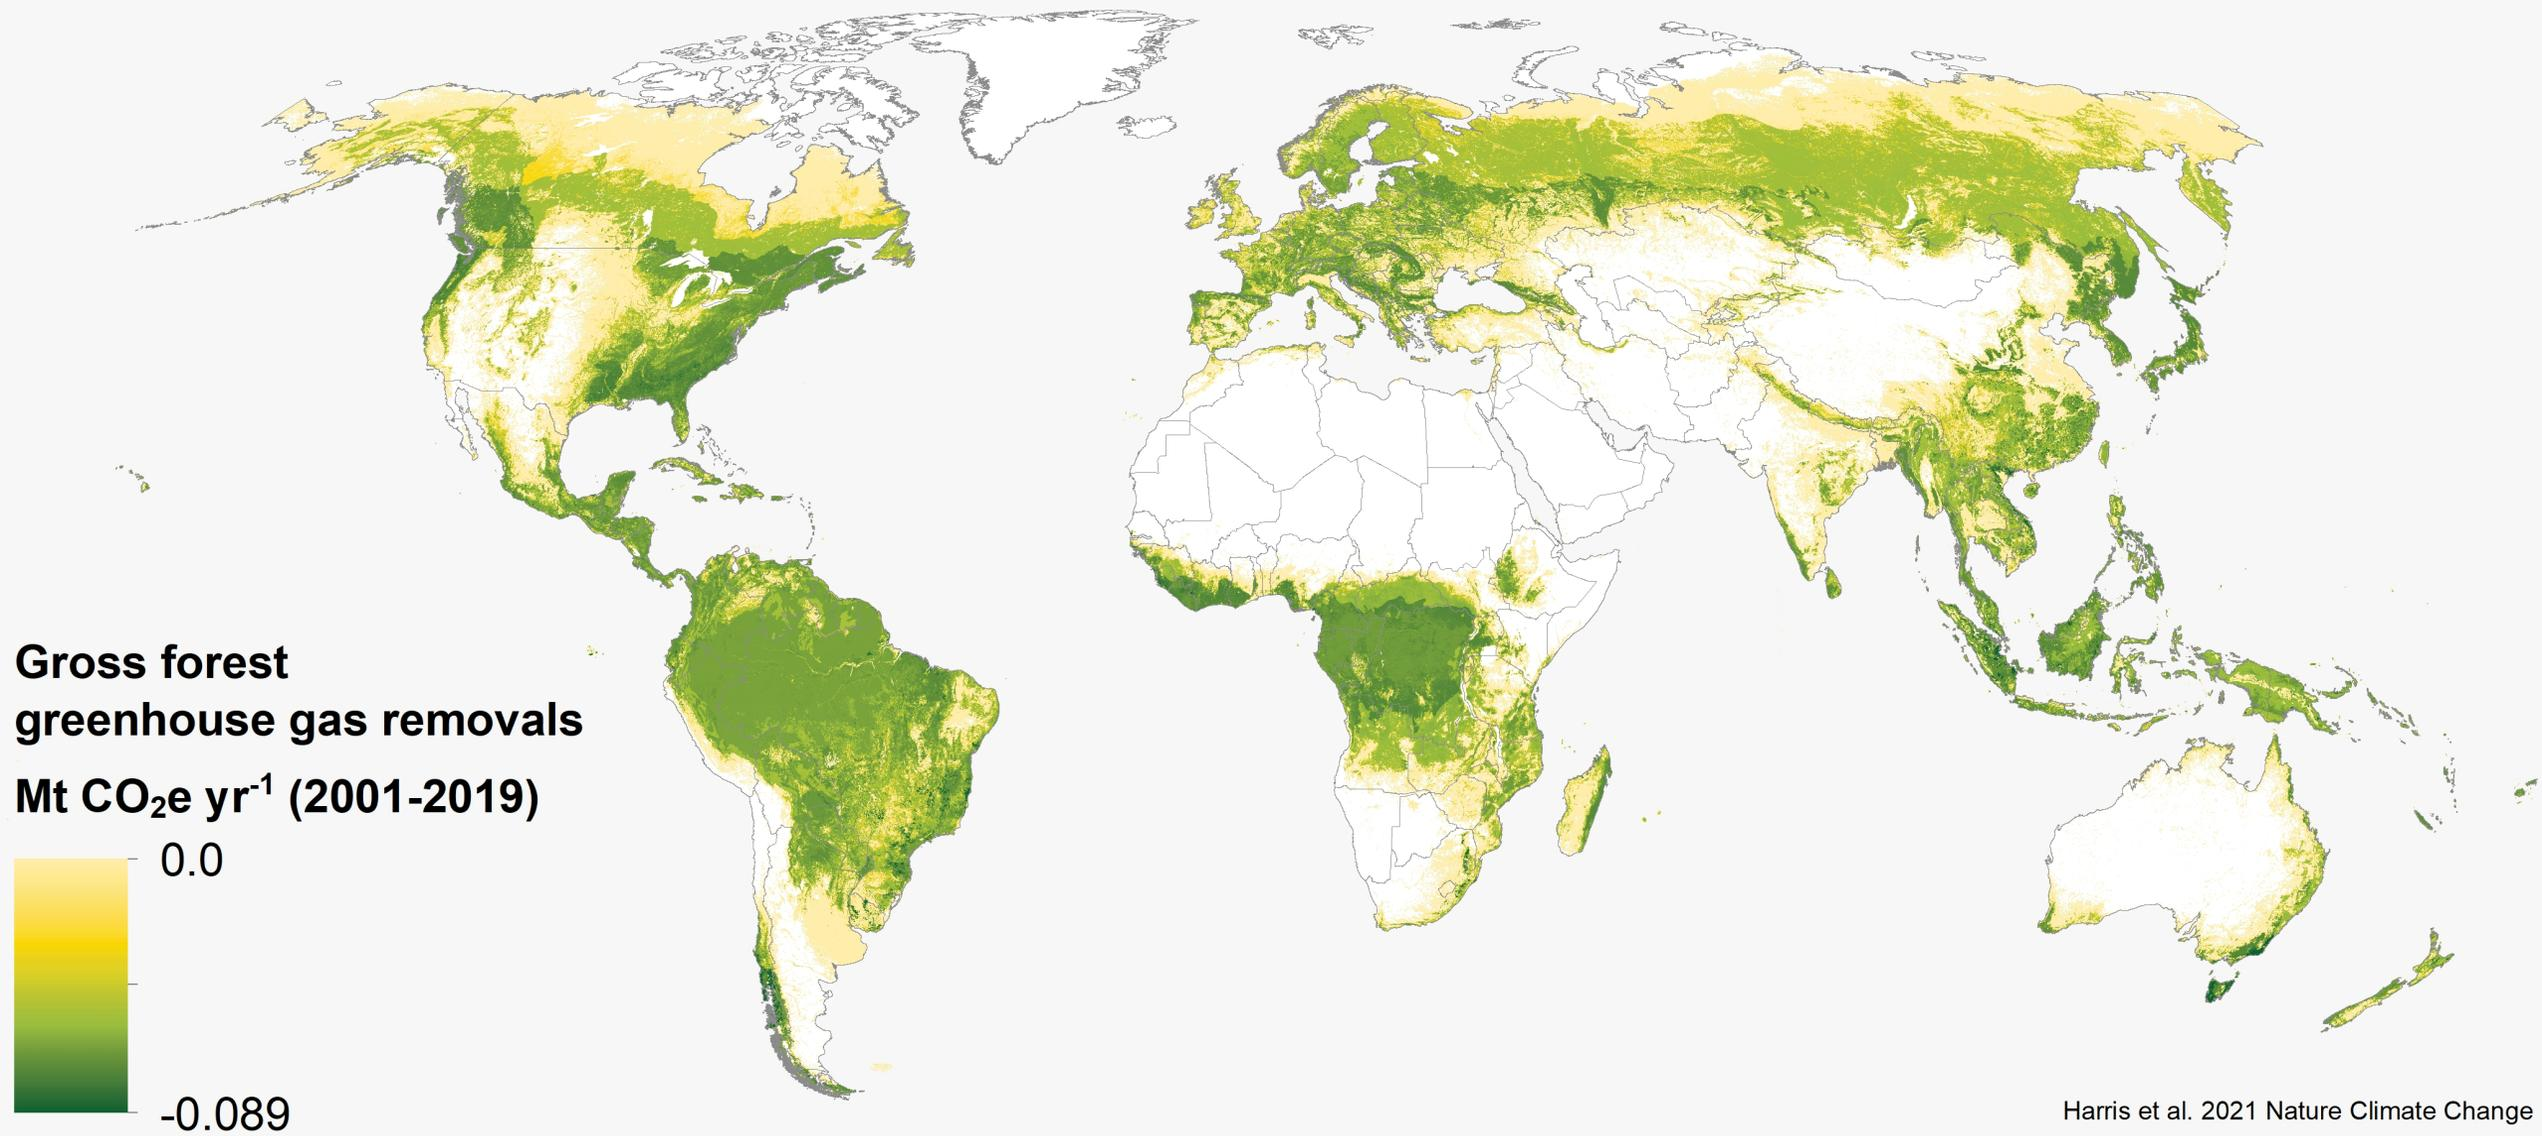 Gross forest
greenhouse gas removals
Mt CO₂e yr⁻¹ (2001-2019)
0.0
-0.089
Harris et al. 2021 Nature Climate Change